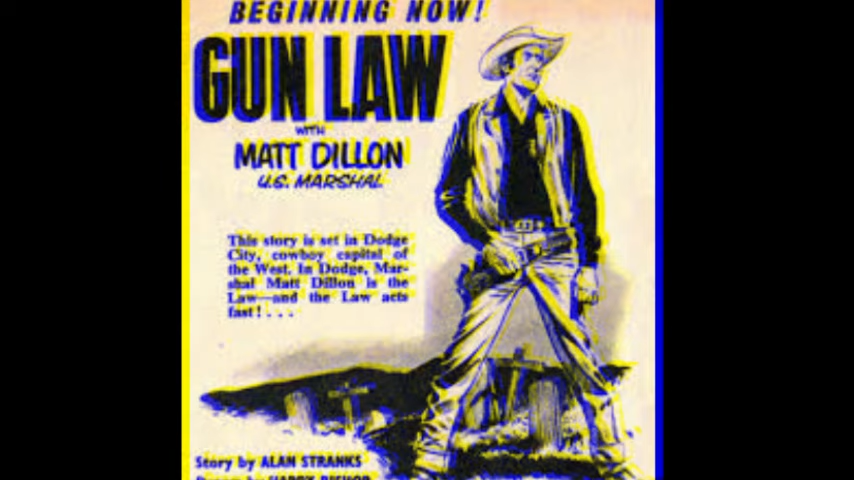 BEGINNING NOW!
GUN LAW
WITH
MATT DILLON
U.S. MARSHAL
This story is set in Dodge
City, cowboy capital of
the West. In Dodge, Mar-
shal Matt Dillon is the
Law—and the Law acts
fast! . . .
Story by ALAN STRANKS
HARRY BISHOP